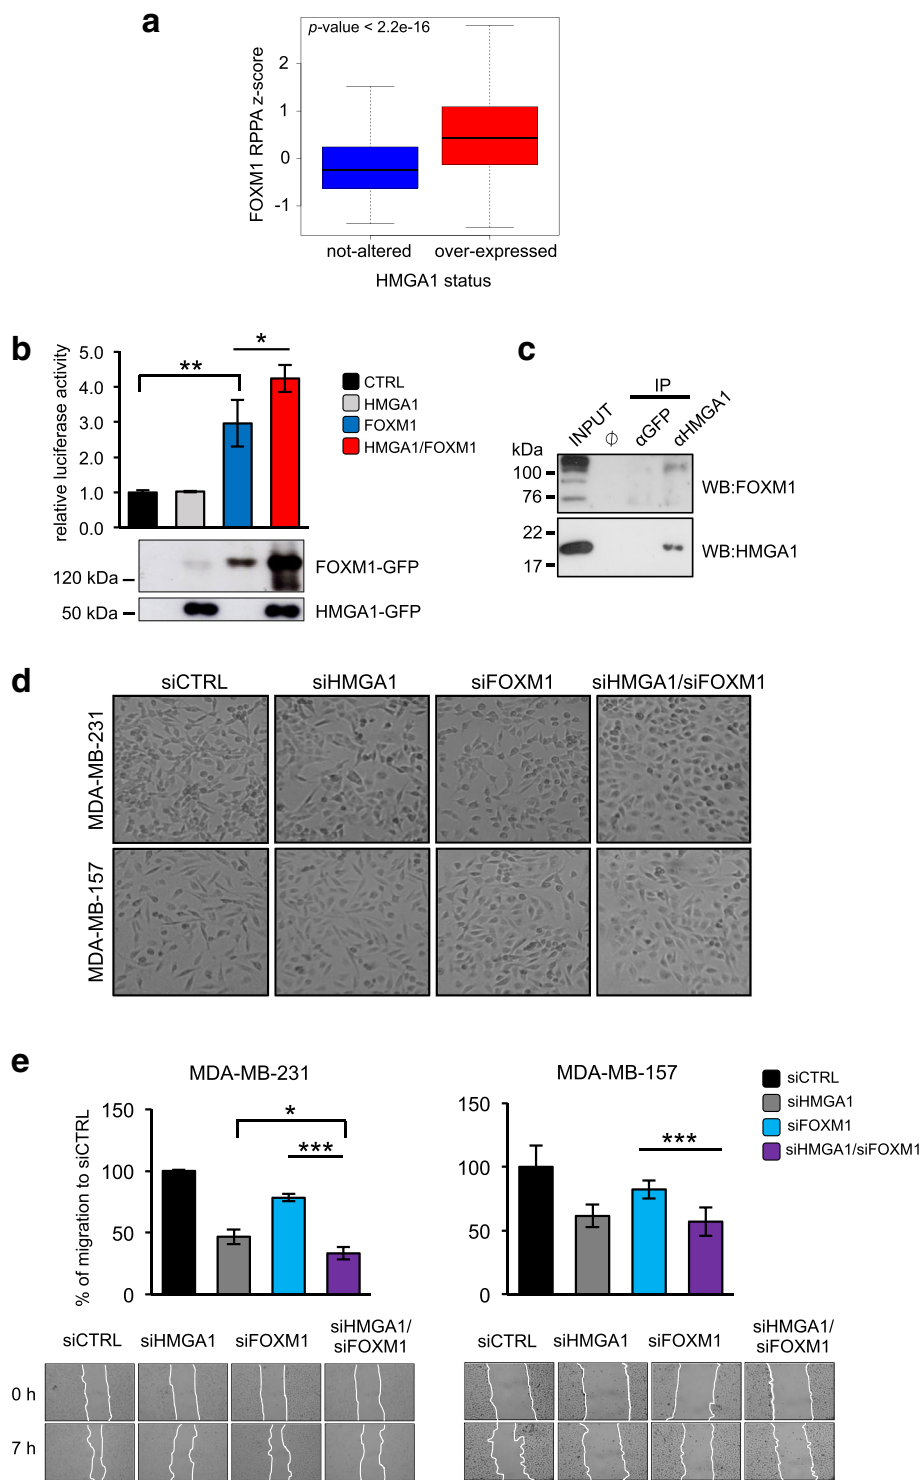 a
p-value < 2.2e-16
FOXM1 RPPA z-score
2
1
0
-1
not-altered over-expressed
HMGA1 status
b
relative luciferase activity
5.0
4.0
3.0
2.0
1.0
0.0
**
*
CTRL
HMGA1
FOXM1
HMGA1/FOXM1
120 kDa
FOXM1-GFP
50 kDa
HMGA1-GFP
c
IP
INPUT
ϕ
αGFP
αHMGA1
kDa
100
76
WB:FOXM1
22
17
WB:HMGA1
d
siCTRL siHMGA1 siFOXM1 siHMGA1/siFOXM1
MDA-MB-231
MDA-MB-157
e
MDA-MB-231
% of migration to siCTRL
150
100
50
0
*
***
MDA-MB-157
150
100
50
0
***
siCTRL
siHMGA1
siFOXM1
siHMGA1/siFOXM1
siCTRL siHMGA1 siFOXM1 siHMGA1/
siFOXM1
0 h
7 h
siCTRL siHMGA1 siFOXM1 siHMGA1/
siFOXM1